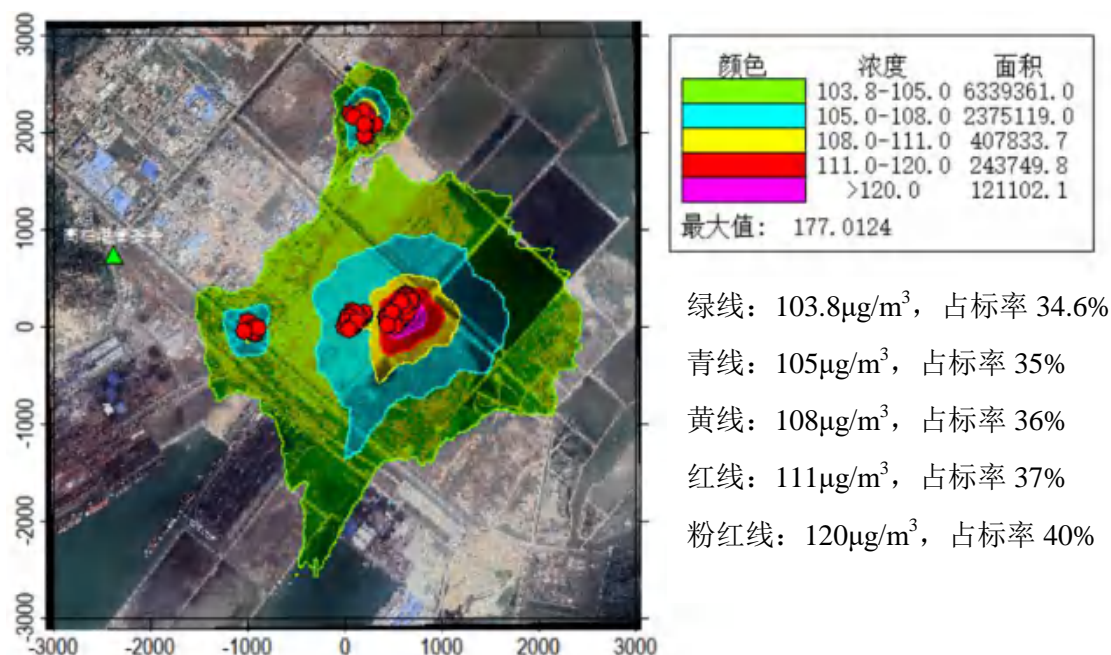 3000
2000
1000
0
-1000
-2000
-3000
-3000 -2000 -1000 0 1000 2000 3000
颜色 浓度 面积
103.8-105.0 6339361.0
105.0-108.0 2375119.0
108.0-111.0 407833.7
111.0-120.0 243749.8
>120.0 121102.1
最大值: 177.0124
绿线：103.8μg/m³，占标率 34.6%
青线：105μg/m³，占标率 35%
黄线：108μg/m³，占标率 36%
红线：111μg/m³，占标率 37%
粉红线：120μg/m³，占标率 40%